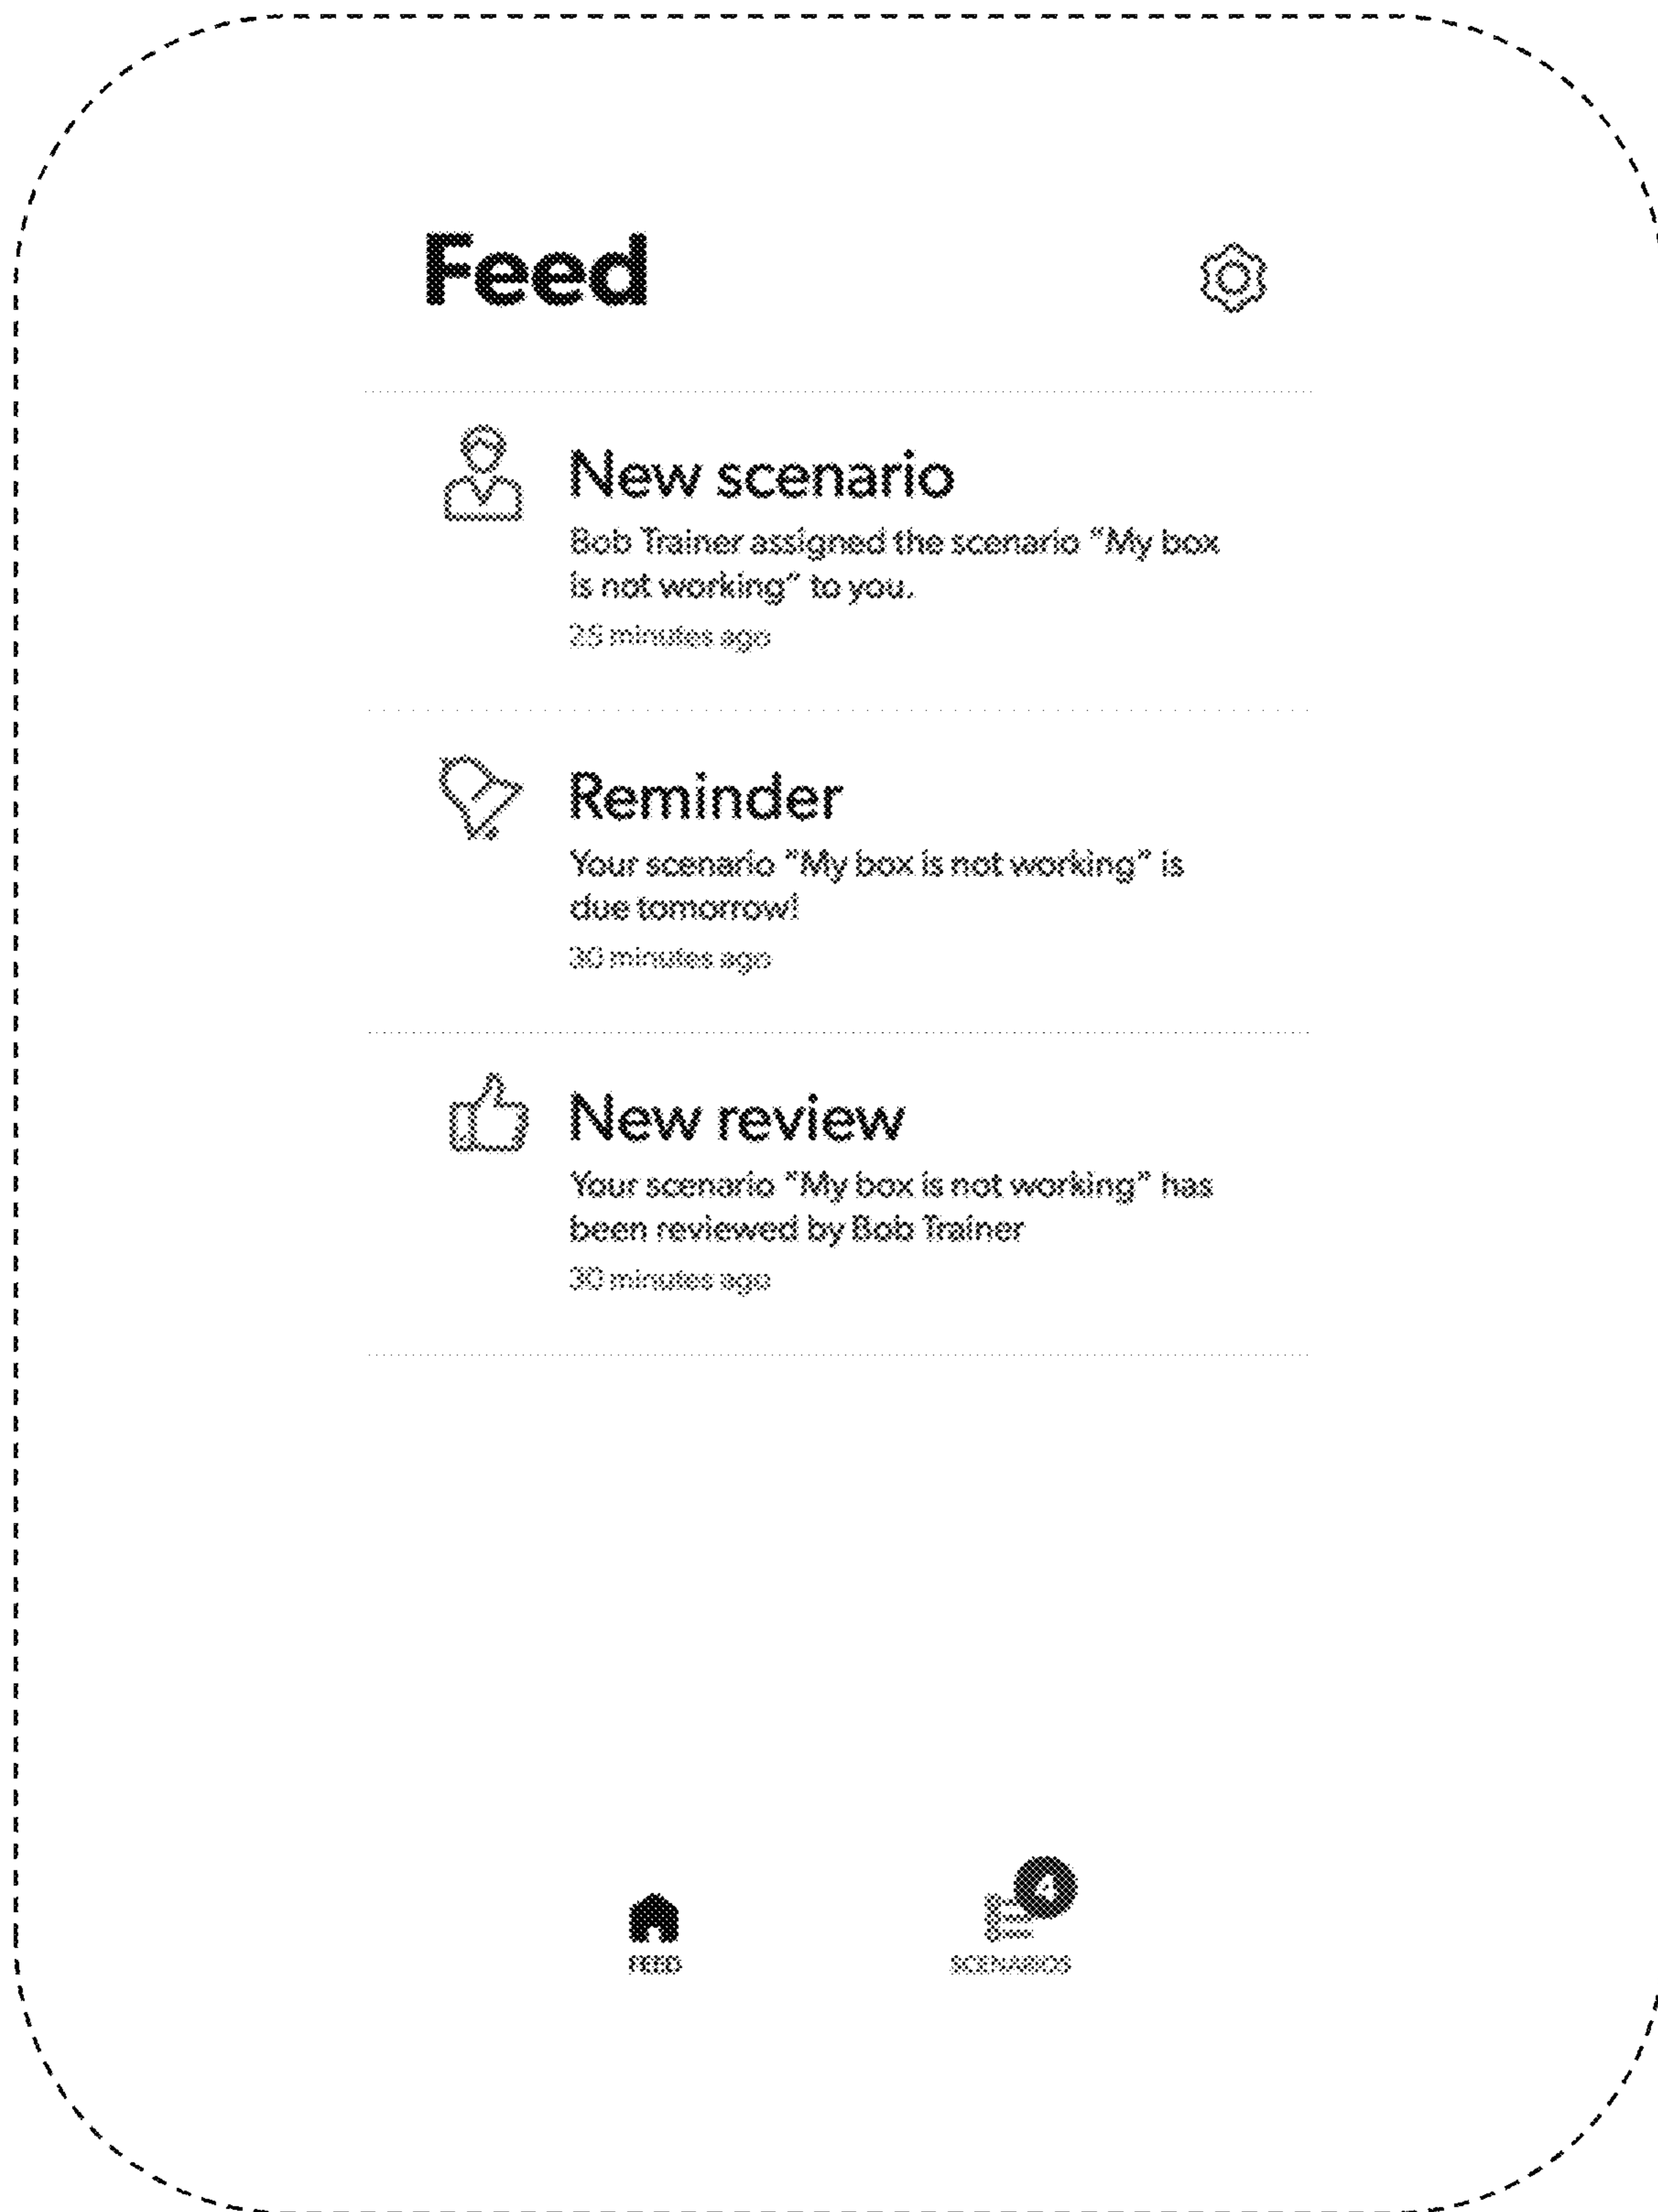 Feed
New scenario
Bob Trainer assigned the scenario “My box
is not working” to you.
25 minutes ago
Reminder
Your scenario “My box is not working” is
due tomorrow!
30 minutes ago
New review
Your scenario “My box is not working” has
been reviewed by Bob Trainer
30 minutes ago
4
FEED
SCENARIOS